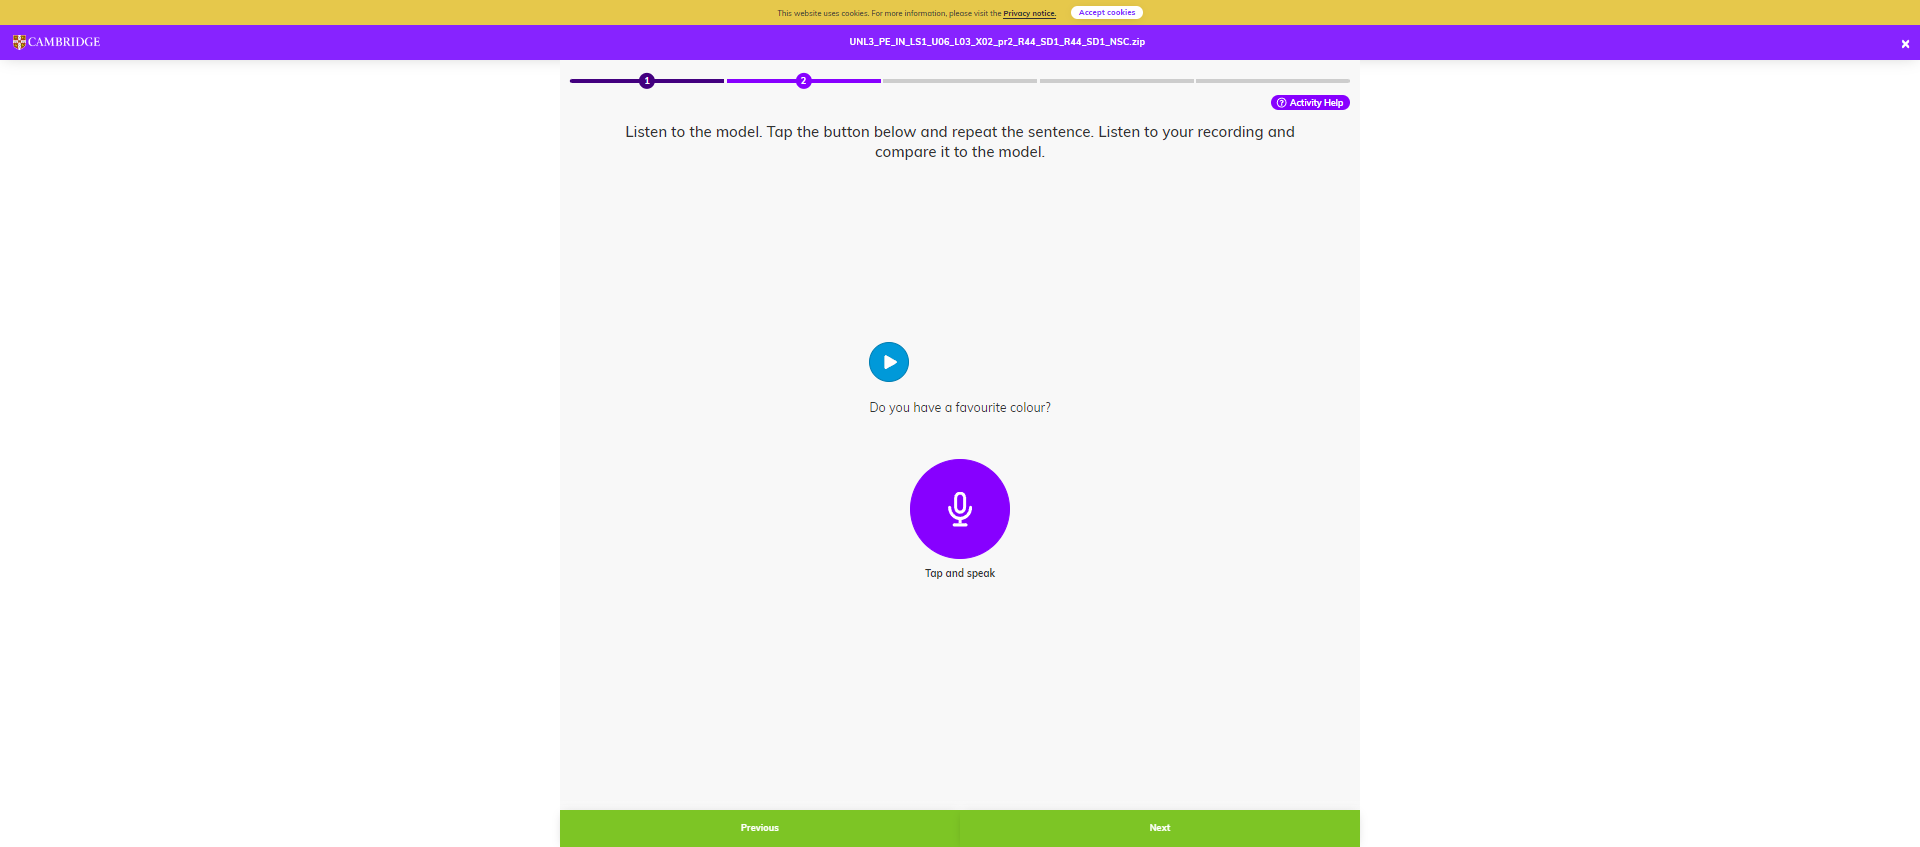 This website uses cookies. For more information, please visit the Privacy notice. Accept cookies
CAMBRIDGE
UNL3_PE_IN_LS1_U06_L03_X02_pr2_R44_SD1_R44_SD1_NSC.zip
1 2
Activity Help
Listen to the model. Tap the button below and repeat the sentence. Listen to your recording and
compare it to the model.
Do you have a favourite colour?
Tap and speak
Previous Next